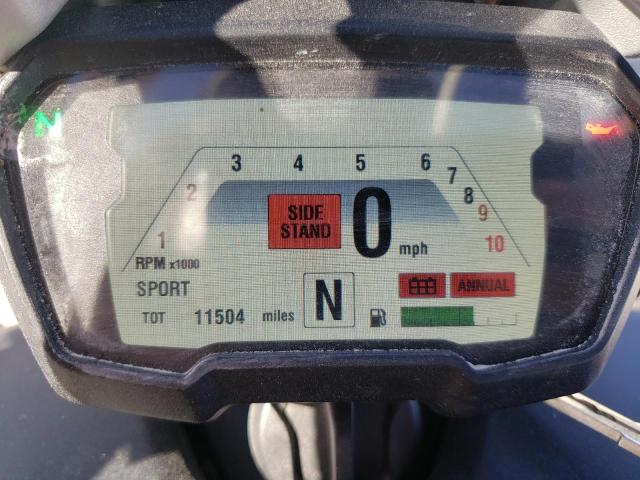 N
3 4 5 6 7
2 8
1 9
10
SIDE
STAND
0 mph
RPM x1000
SPORT
N
ANNUAL
TOT 11504 miles